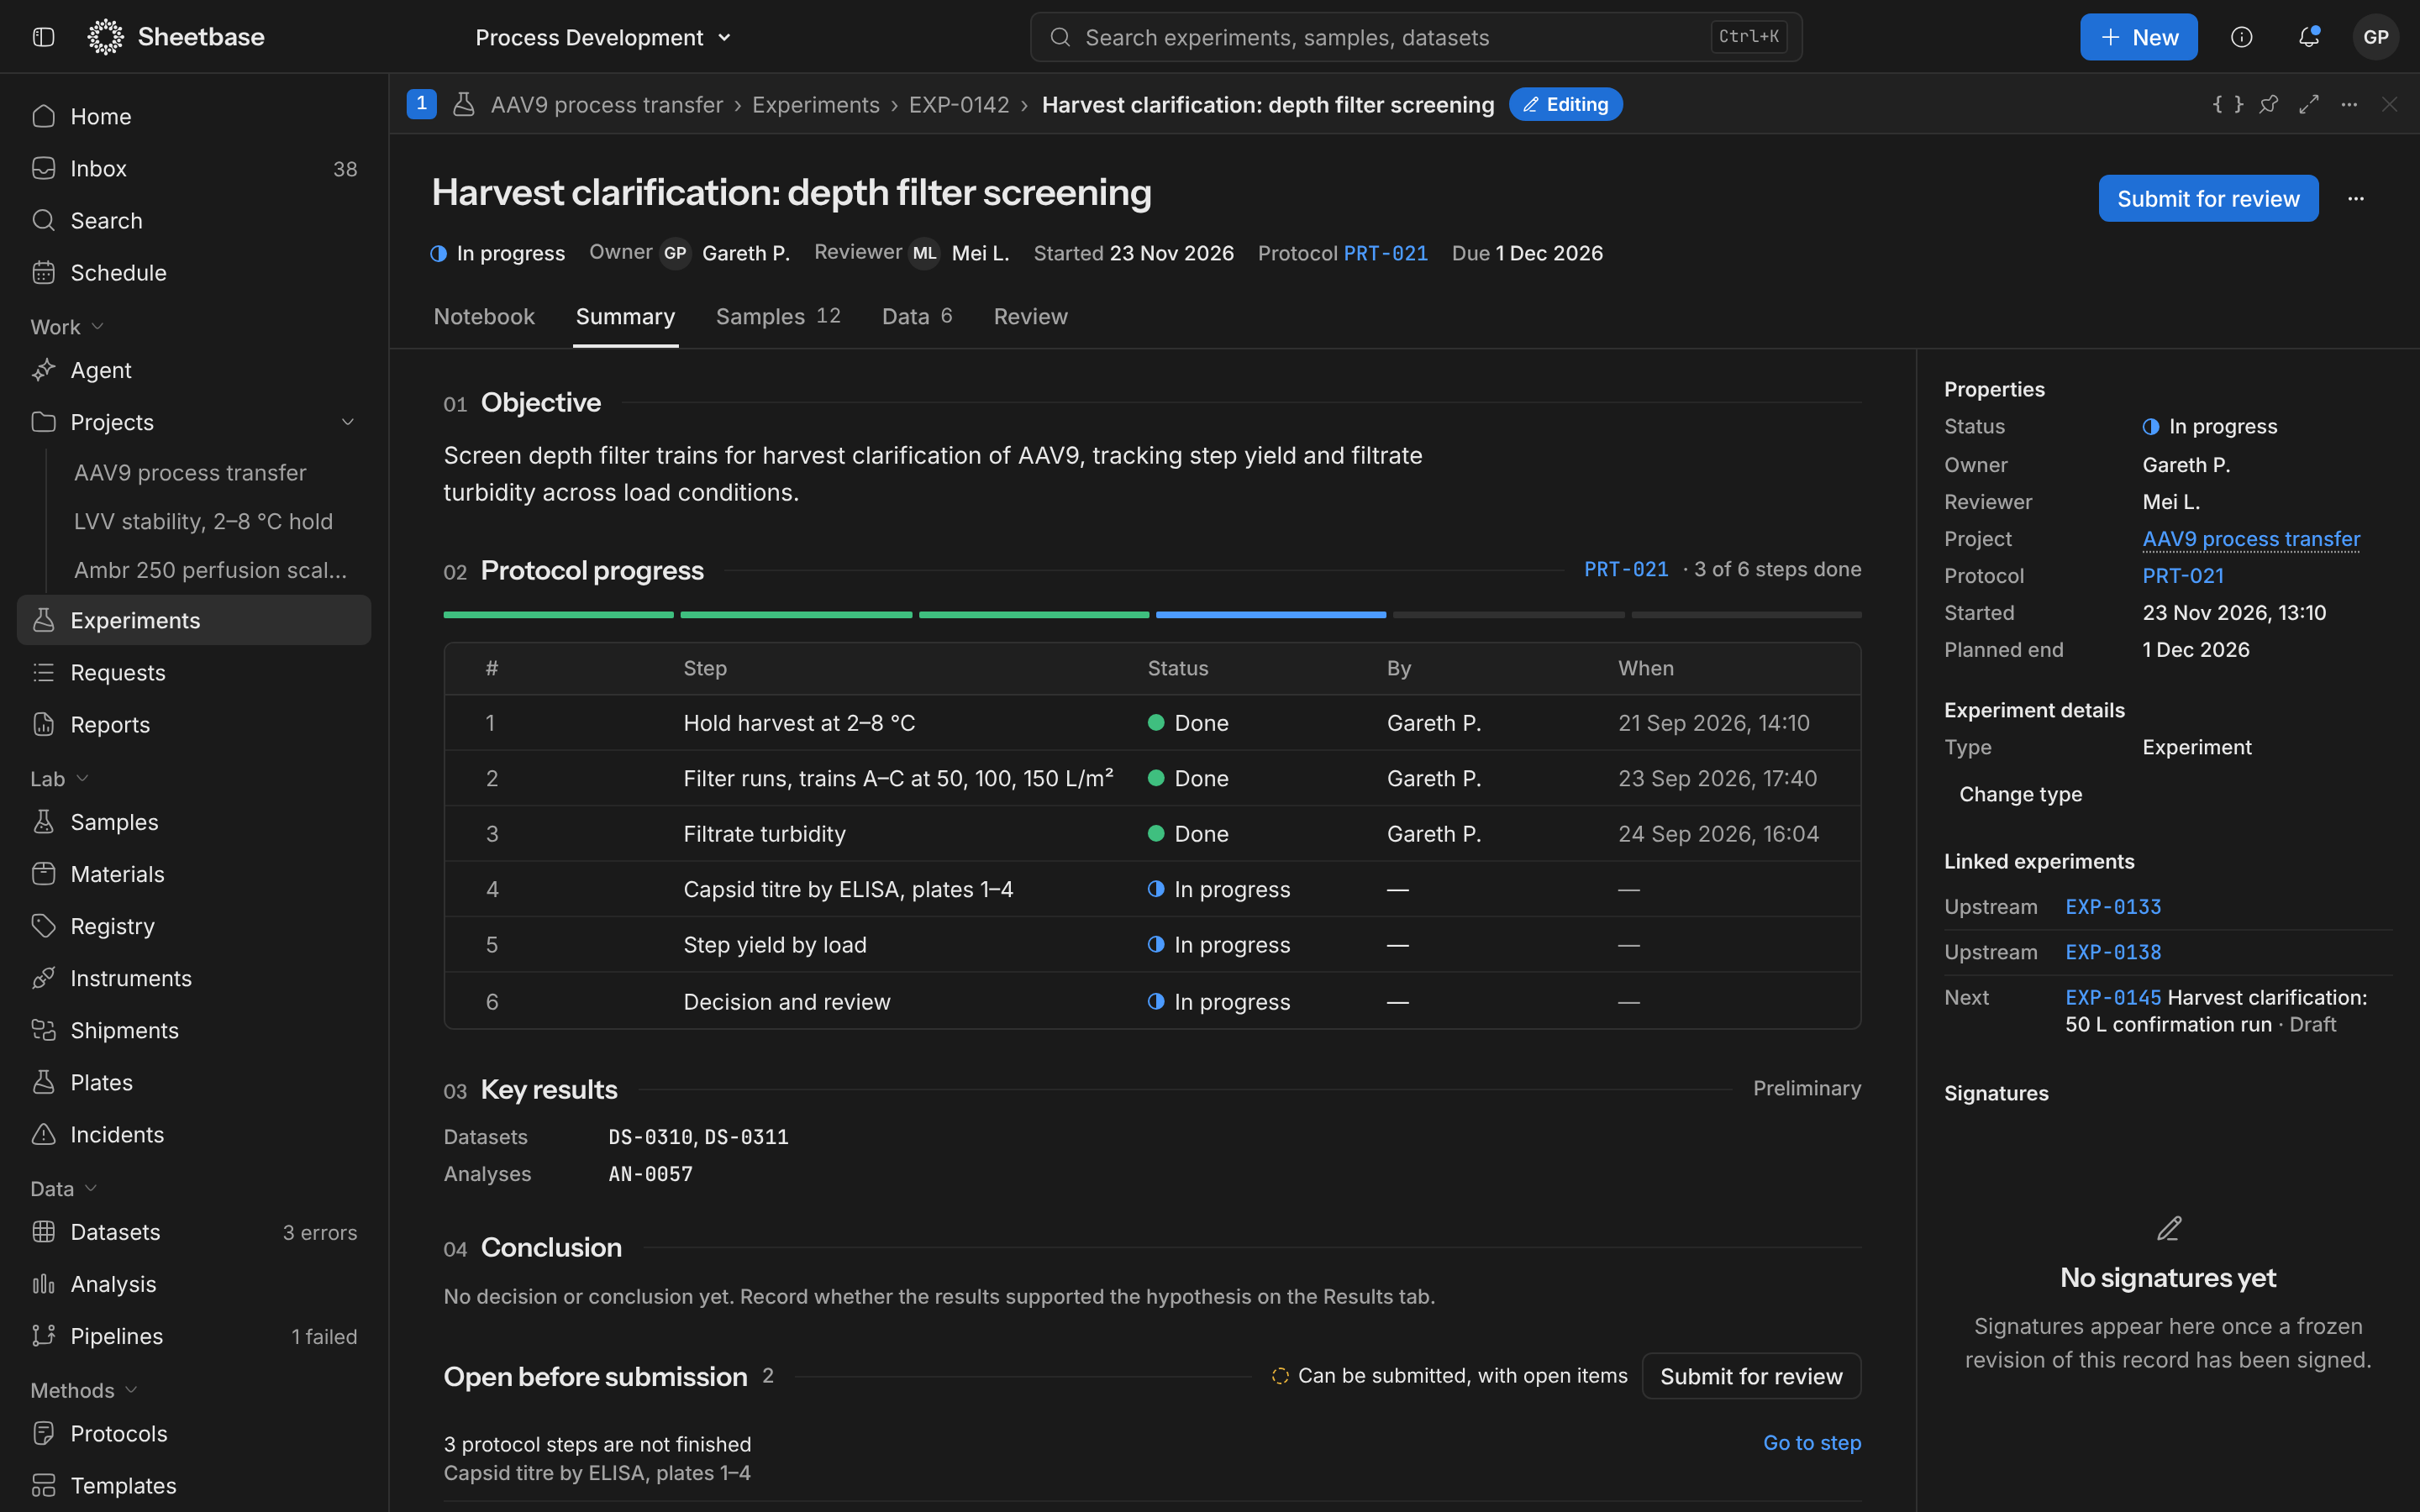 Sheetbase
Process Development
Search experiments, samples, datasets
Ctrl+K
New
GP
Home
Inbox 38
Search
Schedule
Work
Agent
Projects
AAV9 process transfer
LVV stability, 2–8 °C hold
Ambr 250 perfusion scal...
Experiments
Requests
Reports
Lab
Samples
Materials
Registry
Instruments
Shipments
Plates
Incidents
Data
Datasets 3 errors
Analysis
Pipelines 1 failed
Methods
Protocols
Templates
1 AAV9 process transfer › Experiments › EXP-0142 › Harvest clarification: depth filter screening Editing
Harvest clarification: depth filter screening
Submit for review
In progress Owner GP Gareth P. Reviewer ML Mei L. Started 23 Nov 2026 Protocol PRT-021 Due 1 Dec 2026
Notebook Summary Samples 12 Data 6 Review
01 Objective
Screen depth filter trains for harvest clarification of AAV9, tracking step yield and filtrate
turbidity across load conditions.
02 Protocol progress PRT-021 · 3 of 6 steps done
# Step Status By When
1 Hold harvest at 2–8 °C Done Gareth P. 21 Sep 2026, 14:10
2 Filter runs, trains A–C at 50, 100, 150 L/m² Done Gareth P. 23 Sep 2026, 17:40
3 Filtrate turbidity Done Gareth P. 24 Sep 2026, 16:04
4 Capsid titre by ELISA, plates 1–4 In progress — —
5 Step yield by load In progress — —
6 Decision and review In progress — —
03 Key results Preliminary
Datasets DS-0310, DS-0311
Analyses AN-0057
04 Conclusion
No decision or conclusion yet. Record whether the results supported the hypothesis on the Results tab.
Open before submission 2 Can be submitted, with open items Submit for review
3 protocol steps are not finished Go to step
Capsid titre by ELISA, plates 1–4
Properties
Status In progress
Owner Gareth P.
Reviewer Mei L.
Project AAV9 process transfer
Protocol PRT-021
Started 23 Nov 2026, 13:10
Planned end 1 Dec 2026
Experiment details
Type Experiment
Change type
Linked experiments
Upstream EXP-0133
Upstream EXP-0138
Next EXP-0145 Harvest clarification:
50 L confirmation run · Draft
Signatures
No signatures yet
Signatures appear here once a frozen
revision of this record has been signed.